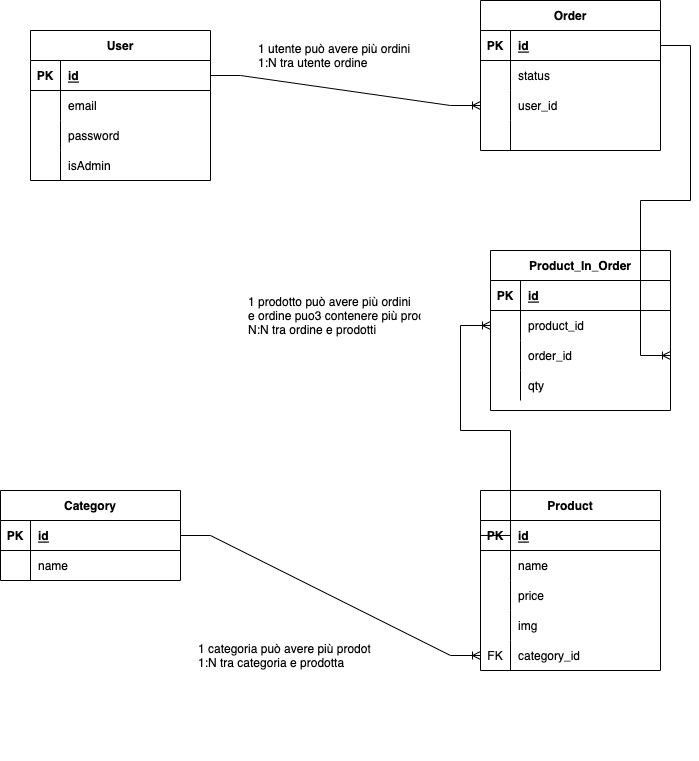 User
PK id
email
password
isAdmin
1 utente può avere più ordini
1:N tra utente ordine
Order
PK id
status
user_id
Product_In_Order
PK id
product_id
order_id
qty
1 prodotto può avere più ordini
e ordine puo3 contenere più
N:N tra ordine e prodotti
Category
PK id
name
Product
PK id
name
price
img
FK category_id
1 categoria può avere più prodot
1:N tra categoria e prodotta